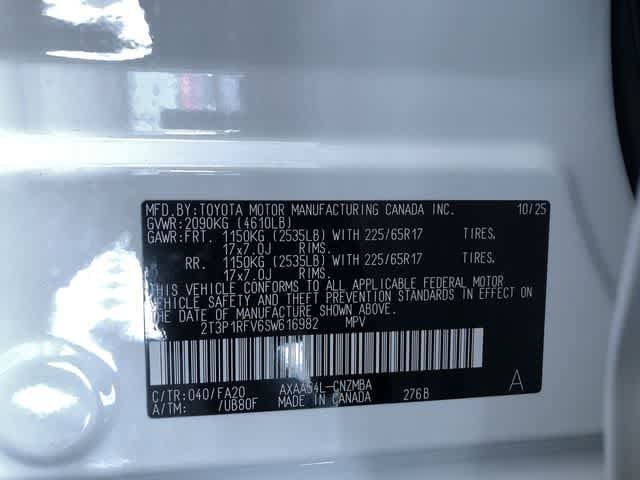 MFD.BY:TOYOTA MOTOR MANUFACTURING CANADA INC. 10/25
GVWR:2090KG (4610LB)
GAWR:FRT. 1150KG (2535LB) WITH 225/65R17 TIRES,
17x7.0J RIMS.
RR. 1150KG (2535LB) WITH 225/65R17 TIRES,
17x7.0J RIMS.
THIS VEHICLE CONFORMS TO ALL APPLICABLE FEDERAL MOTOR
VEHICLE SAFETY AND THEFT PREVENTION STANDARDS IN EFFECT ON
THE DATE OF MANUFACTURE SHOWN ABOVE.
2T3P1RFV6SW616982 MPV
C/TR:040/FA20 AXAA54L-CNZMBA
A/TM: /UB80F MADE IN CANADA 276B A